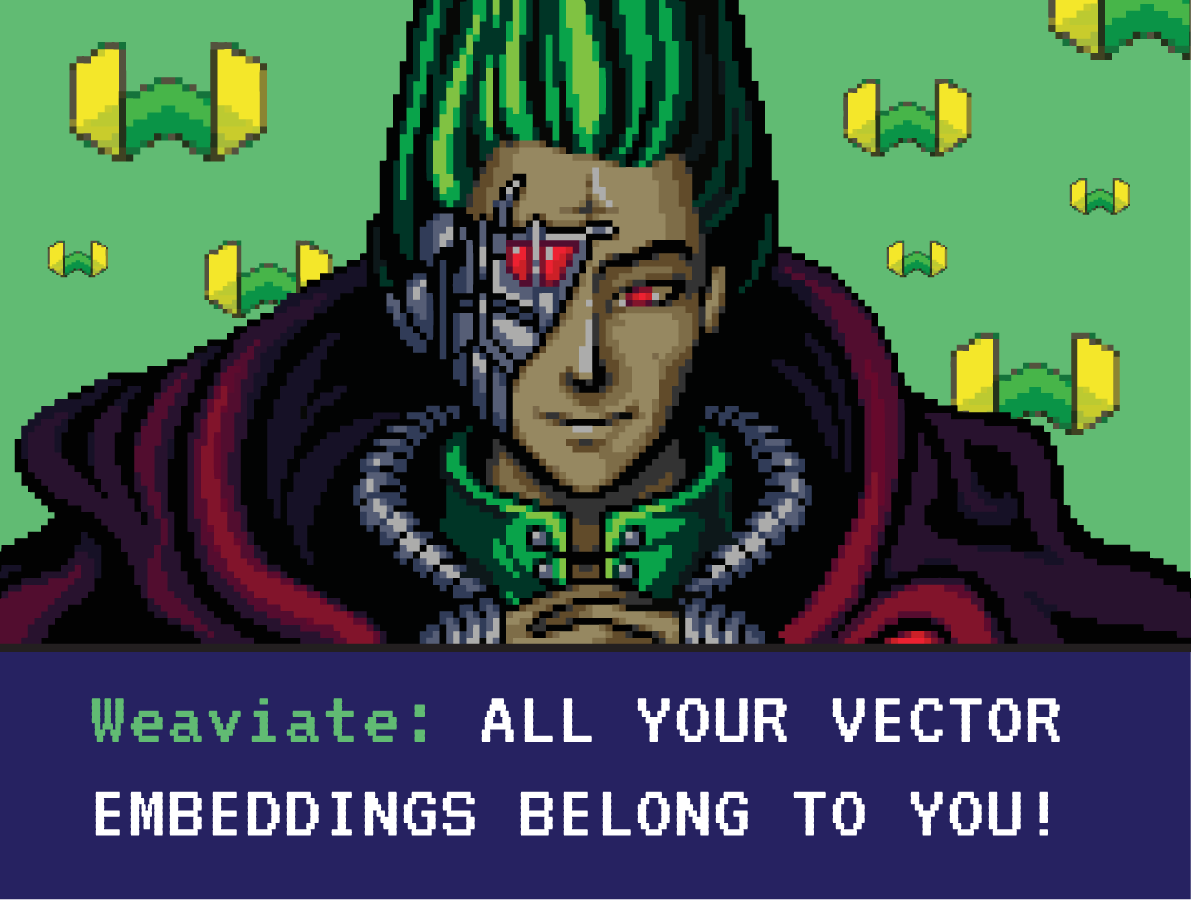 Weaviate: ALL YOUR VECTOR
EMBEDDINGS BELONG TO YOU!